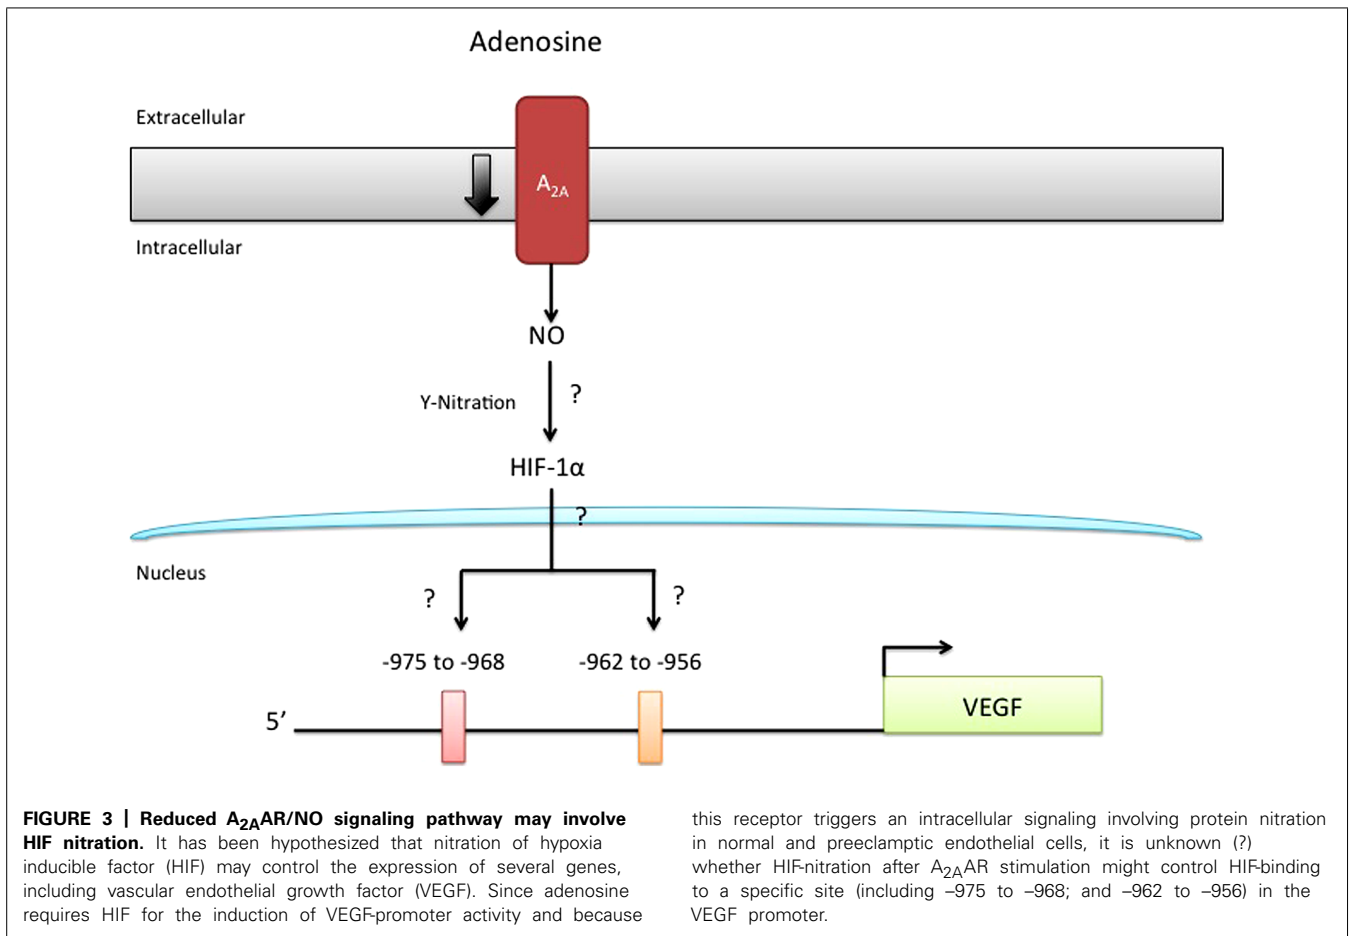 Adenosine
Extracellular
A2A
Intracellular
NO
Y-Nitration
?
HIF-1α
?
Nucleus
?
?
-975 to -968
-962 to -956
5’
VEGF
FIGURE 3 | Reduced A2AAR/NO signaling pathway may involve
HIF nitration. It has been hypothesized that nitration of hypoxia
inducible factor (HIF) may control the expression of several genes,
including vascular endothelial growth factor (VEGF). Since adenosine
requires HIF for the induction of VEGF-promoter activity and because
this receptor triggers an intracellular signaling involving protein nitration
in normal and preeclamptic endothelial cells, it is unknown (?)
whether HIF-nitration after A2AAR stimulation might control HIF-binding
to a specific site (including –975 to –968; and –962 to –956) in the
VEGF promoter.